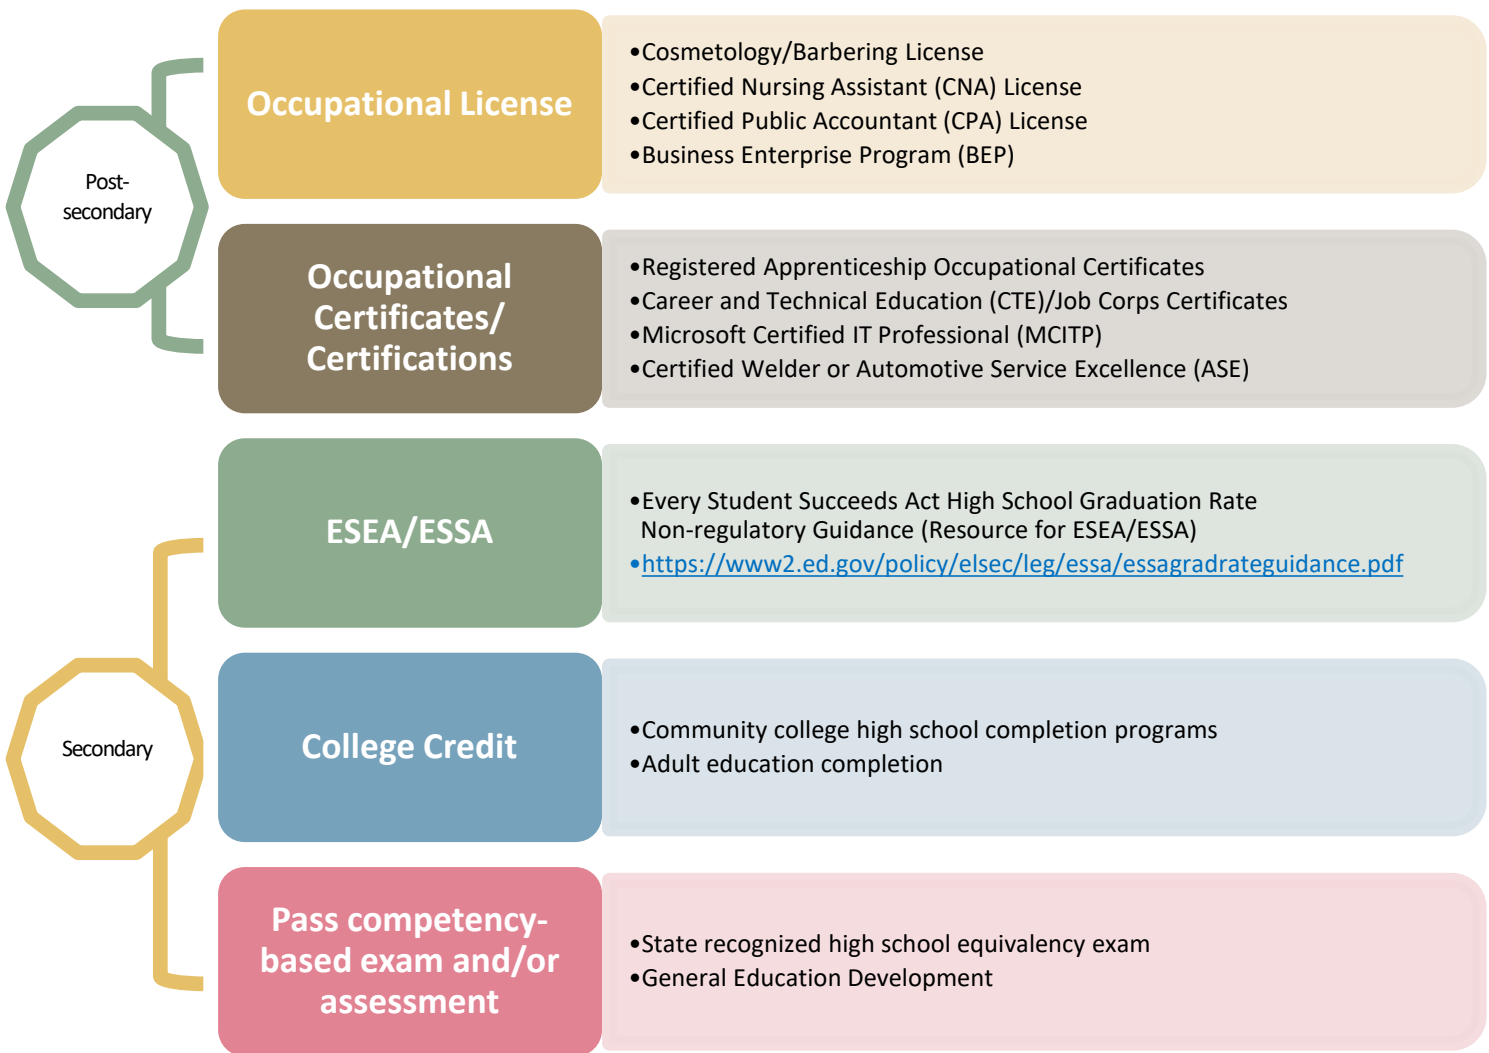 Post-
secondary
Occupational License
•Cosmetology/Barbering License
•Certified Nursing Assistant (CNA) License
•Certified Public Accountant (CPA) License
•Business Enterprise Program (BEP)
Occupational
Certificates/
Certifications
•Registered Apprenticeship Occupational Certificates
•Career and Technical Education (CTE)/Job Corps Certificates
•Microsoft Certified IT Professional (MCITP)
•Certified Welder or Automotive Service Excellence (ASE)
Secondary
ESEA/ESSA
•Every Student Succeeds Act High School Graduation Rate
Non-regulatory Guidance (Resource for ESEA/ESSA)
•https://www2.ed.gov/policy/elsec/leg/essa/essagradrateguidance.pdf
College Credit
•Community college high school completion programs
•Adult education completion
Pass competency-
based exam and/or
assessment
•State recognized high school equivalency exam
•General Education Development